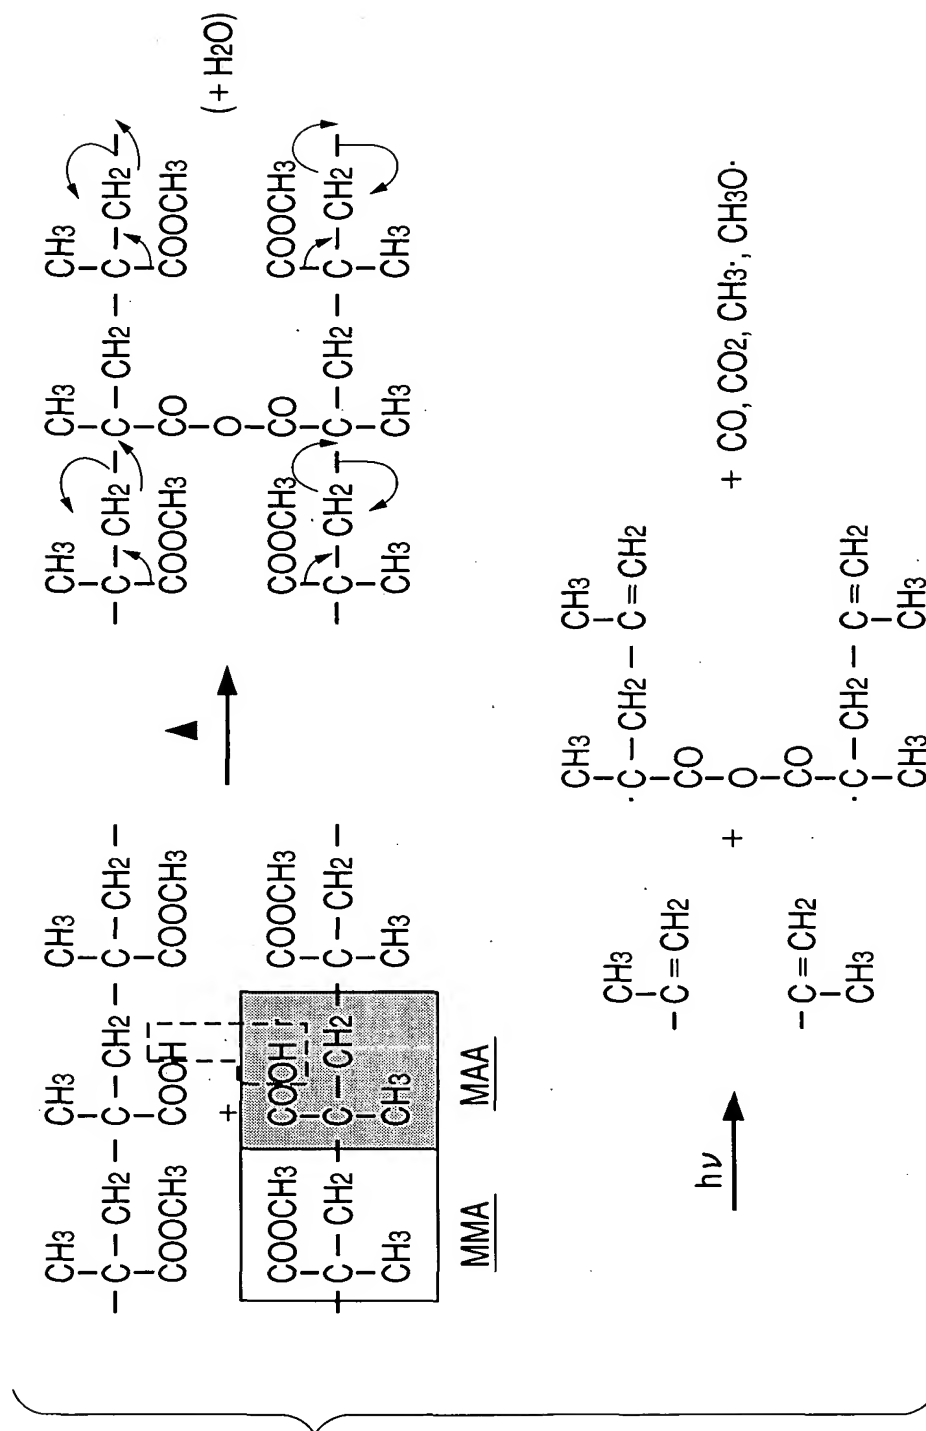 CH3 CH3 CH3
–C–CH2–C–CH2–C–CH2–
COOCH3 COOH COOCH3
+
COOCH3 COOH COOCH3
–C–CH2–C–CH2–C–CH2–
CH3 CH3 CH3
MMA MAA
▲
CH3 CH3 CH3
–C–CH2–C–CH2–C–CH2–
COOCH3 CO COOCH3
O
(+ H2O)
COOCH3 CO COOCH3
–C–CH2–C–CH2–C–CH2–
CH3 CH3 CH3
hν
CH3
–C=CH2
–C=CH2
CH3
+
CH3 CH3
·C–CH2–C=CH2
CO
O
CO
·C–CH2–C=CH2
CH3 CH3
+ CO, CO2, CH3·, CH3O·